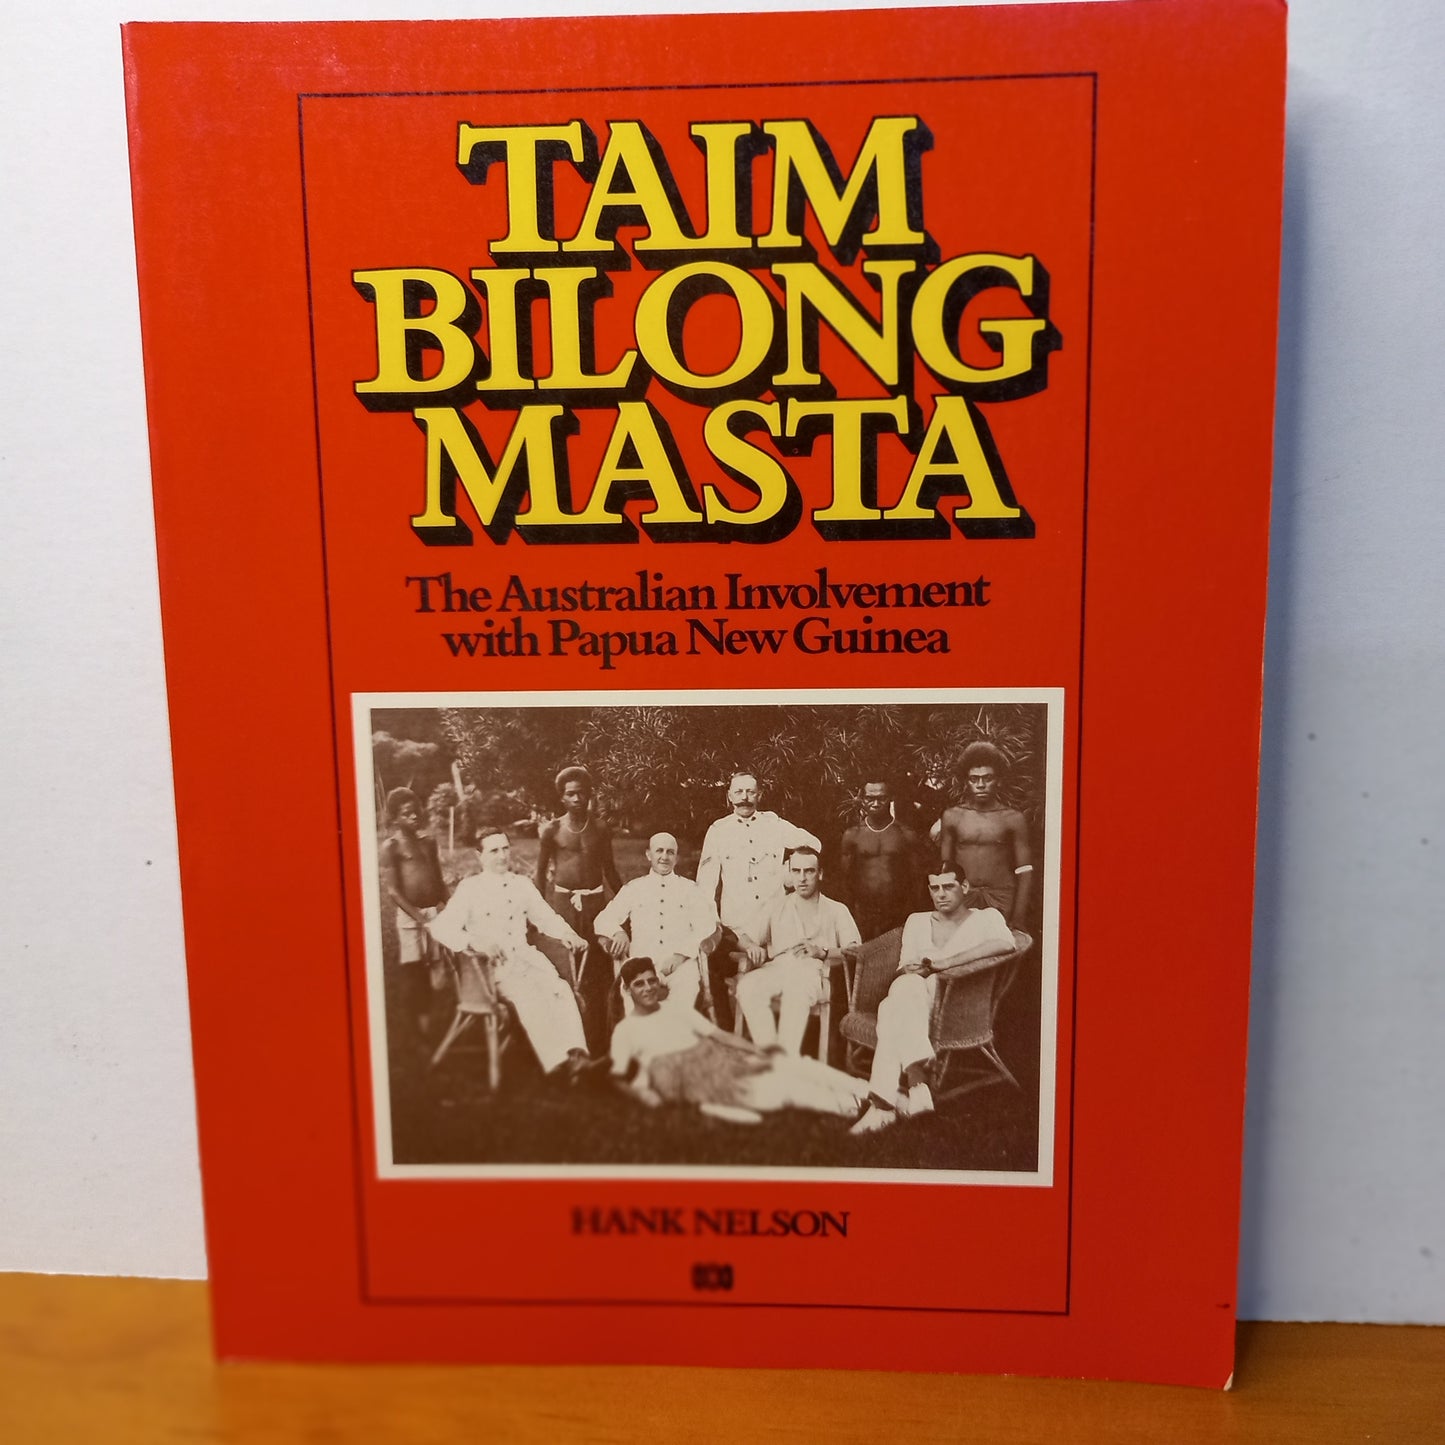 TAIM
BILONG
MASTA
The Australian Involvement
with Papua New Guinea
HANK NELSON